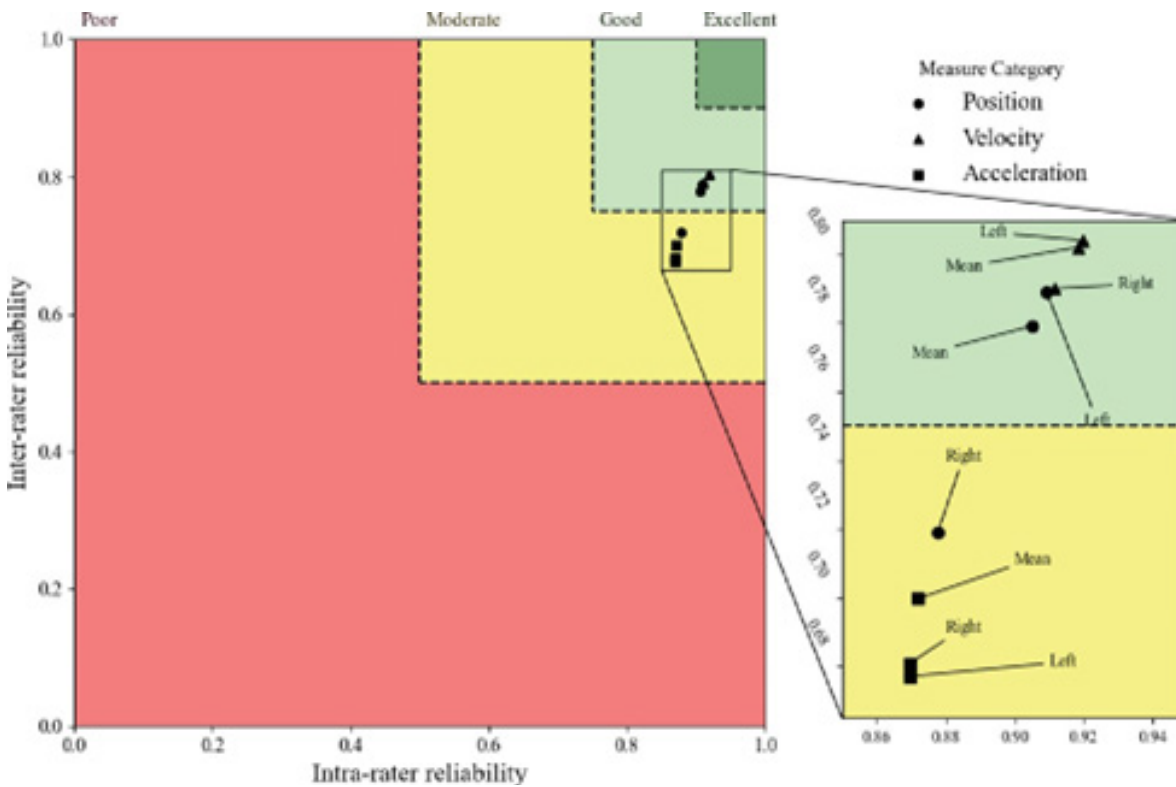 Poor Moderate Good Excellent
1.0
0.8
0.6
0.4
0.2
0.0
Inter-rater reliability
0.0 0.2 0.4 0.6 0.8 1.0
Intra-rater reliability
Measure Category
Position
Velocity
Acceleration
0.80
0.78
0.76
0.74
0.72
0.70
0.68
Left
Mean
Right
Mean
Left
Right
Mean
Right
Left
0.86 0.88 0.90 0.92 0.94